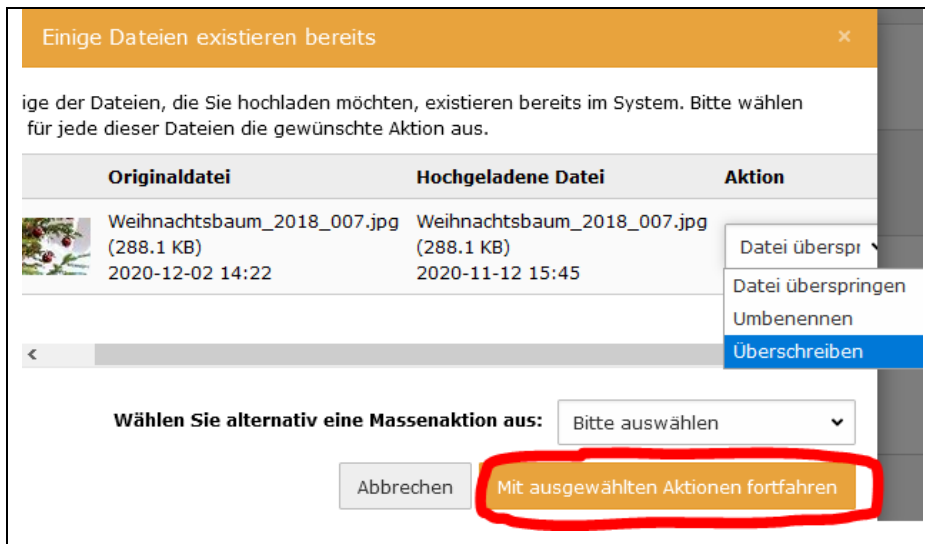 Einige Dateien existieren bereits ×
ige der Dateien, die Sie hochladen möchten, existieren bereits im System. Bitte wählen
für jede dieser Dateien die gewünschte Aktion aus.
Originaldatei Hochgeladene Datei Aktion
Weihnachtsbaum_2018_007.jpg Weihnachtsbaum_2018_007.jpg
(288.1 KB) (288.1 KB) Datei überspr
2020-12-02 14:22 2020-11-12 15:45
Datei überspringen
Umbenennen
Überschreiben
Wählen Sie alternativ eine Massenaktion aus: Bitte auswählen
Abbrechen Mit ausgewählten Aktionen fortfahren